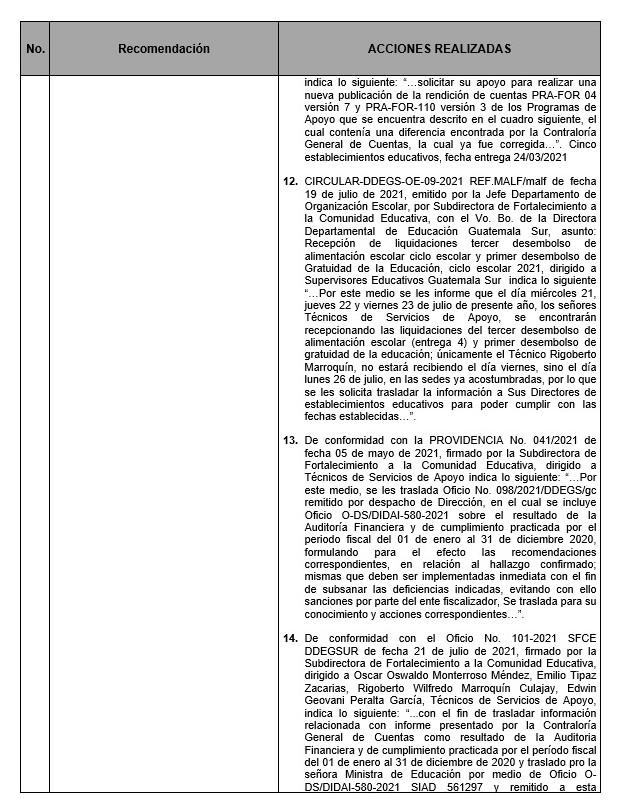 No.
Recomendación
ACCIONES REALIZADAS
indica lo siguiente: “…solicitar su apoyo para realizar una
nueva publicación de la rendición de cuentas PRA-FOR 04
versión 7 y PRA-FOR-110 versión 3 de los Programas de
Apoyo que se encuentra descrito en el cuadro siguiente, el
cual contenía una diferencia encontrada por la Contraloría
General de Cuentas, la cual ya fue corregida…”. Cinco
establecimientos educativos, fecha entrega 24/03/2021
12. CIRCULAR-DDEGS-OE-09-2021 REF.MALF/malf de fecha
19 de julio de 2021, emitido por la Jefe Departamento de
Organización Escolar, por Subdirectora de Fortalecimiento a
la Comunidad Educativa, con el Vo. Bo. de la Directora
Departamental de Educación Guatemala Sur, asunto:
Recepción de liquidaciones tercer desembolso de
alimentación escolar ciclo escolar y primer desembolso de
Gratuidad de la Educación, ciclo escolar 2021, dirigido a
Supervisores Educativos Guatemala Sur indica lo siguiente
“…Por este medio se les informe que el día miércoles 21,
jueves 22 y viernes 23 de julio de presente año, los señores
Técnicos de Servicios de Apoyo, se encontrarán
recepcionando las liquidaciones del tercer desembolso de
alimentación escolar (entrega 4) y primer desembolso de
gratuidad de la educación; únicamente el Técnico Rigoberto
Marroquín, no estará recibiendo el día viernes, sino el día
lunes 26 de julio, en las sedes ya acostumbradas, por lo que
se les solicita trasladar la información a Sus Directores de
establecimientos educativos para poder cumplir con las
fechas establecidas…”.
13. De conformidad con la PROVIDENCIA No. 041/2021 de
fecha 05 de mayo de 2021, firmado por la Subdirectora de
Fortalecimiento a la Comunidad Educativa, dirigido a
Técnicos de Servicios de Apoyo indica lo siguiente: “…Por
este medio, se les traslada Oficio No. 098/2021/DDEGS/gc
remitido por despacho de Dirección, en el cual se incluye
Oficio O-DS/DIDAI-580-2021 sobre el resultado de la
Auditoría Financiera y de cumplimiento practicada por el
periodo fiscal del 01 de enero al 31 de diciembre 2020,
formulando para el efecto las recomendaciones
correspondientes, en relación al hallazgo confirmado;
mismas que deben ser implementadas inmediata con el fin
de subsanar las deficiencias indicadas, evitando con ello
sanciones por parte del ente fiscalizador, Se traslada para su
conocimiento y acciones correspondientes…”.
14. De conformidad con el Oficio No. 101-2021 SFCE
DDEGSUR de fecha 21 de julio de 2021, firmado por la
Subdirectora de Fortalecimiento a la Comunidad Educativa,
dirigido a Oscar Oswaldo Monterroso Méndez, Emilio Tipaz
Zacarias, Rigoberto Wilfredo Marroquín Culajay, Edwin
Geovani Peralta García, Técnicos de Servicios de Apoyo,
indica lo siguiente: “...con el fin de trasladar información
relacionada con informe presentado por la Contraloría
General de Cuentas como resultado de la Auditoria
Financiera y de cumplimiento practicada por el período fiscal
del 01 de enero al 31 de diciembre de 2020 y traslado pro la
señora Ministra de Educación por medio de Oficio O-
DS/DIDAI-580-2021 SIAD 561297 y remitido a esta